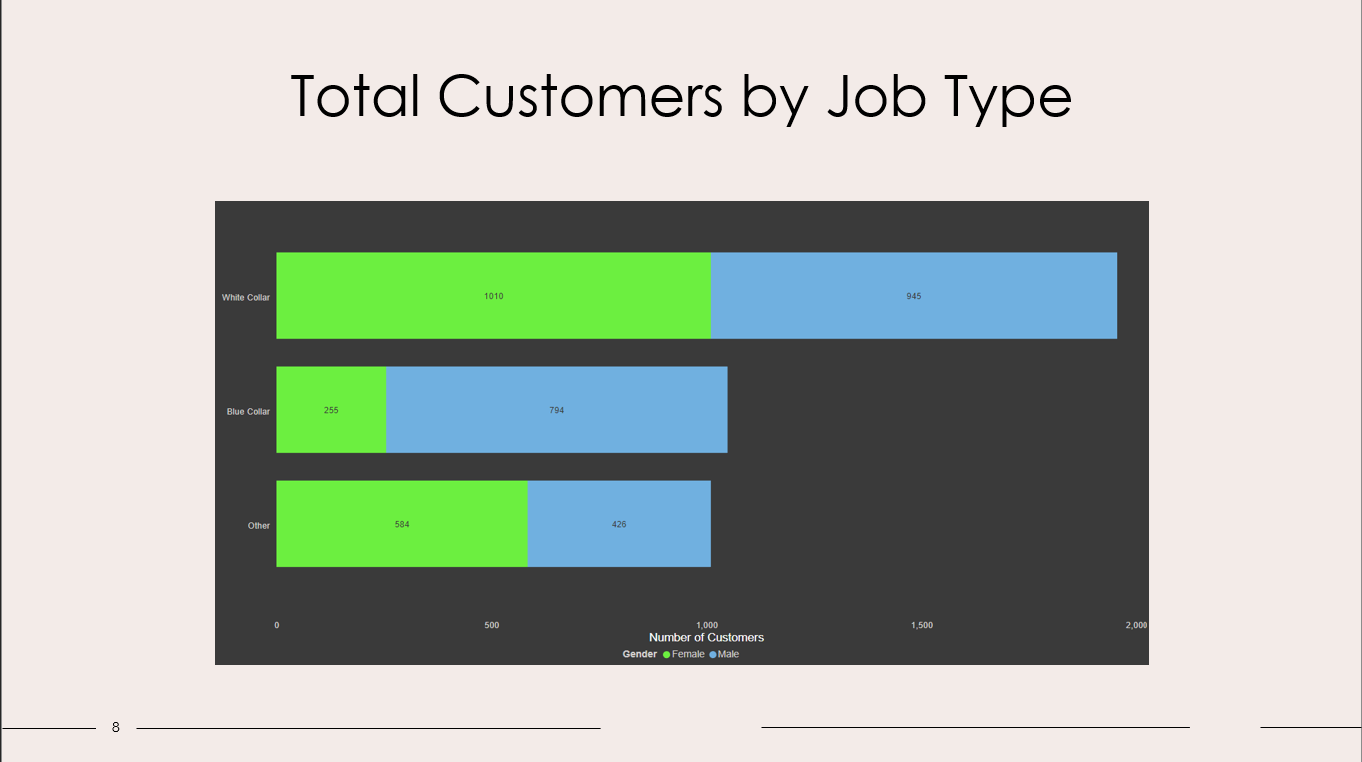 Total Customers by Job Type
White Collar
1010
945
Blue Collar
255
794
Other
584
426
0 500 1,000 1,500 2,000
Number of Customers
Gender Female Male
8